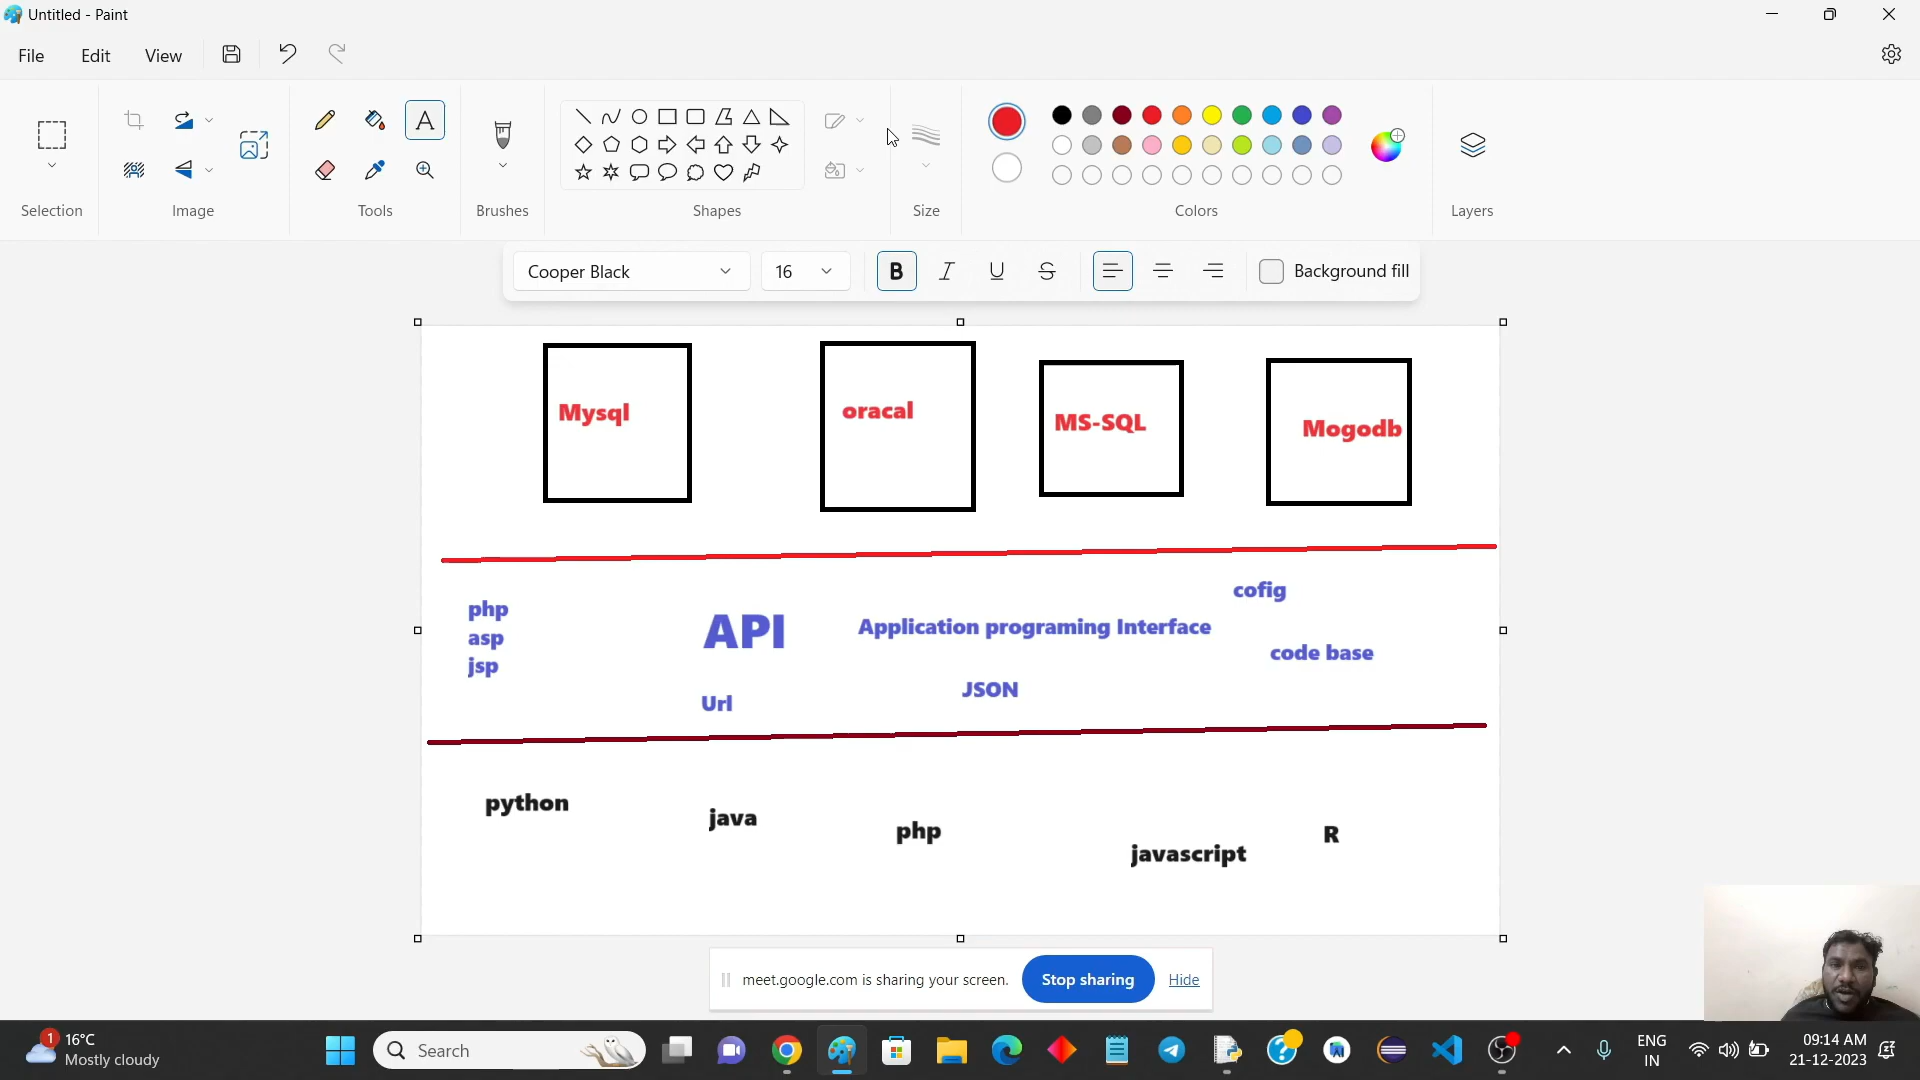 Untitled - Paint
File Edit View
Selection Image Tools Brushes Shapes Size Colors Layers
Cooper Black 16 B I U S Background fill
Mysql oracal MS-SQL Mogodb
cofig
php API Application programing Interface
asp
code base
jsp
JSON
Url
python java php javascript R
meet.google.com is sharing your screen. Stop sharing Hide
1 16°C
Mostly cloudy
Search
ENG
IN
09:14 AM
21-12-2023